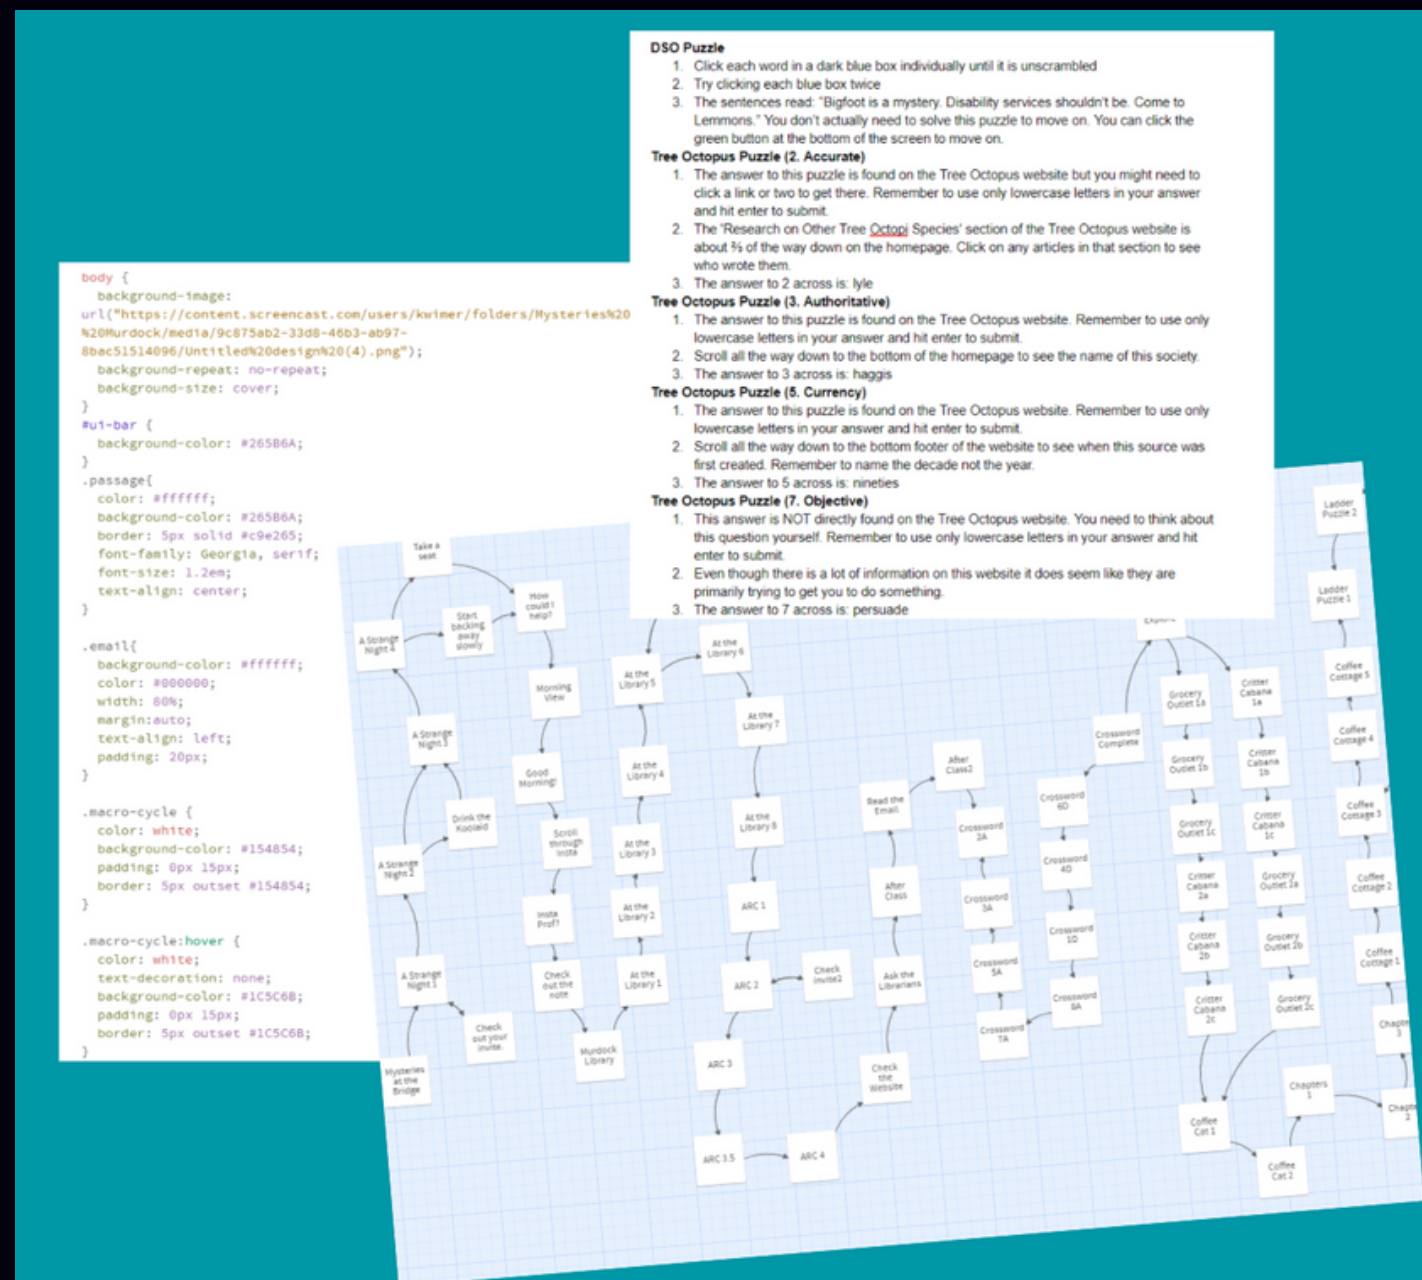 DSO Puzzle
1. Click each word in a dark blue box individually until it is unscrambled
2. Try clicking each blue box twice
3. The sentences read: "Bigfoot is a mystery. Disability services shouldn't be. Come to
Lemmons." You don't actually need to solve this puzzle to move on. You can click the
green button at the bottom of the screen to move on.
Tree Octopus Puzzle (2. Accurate)
1. The answer to this puzzle is found on the Tree Octopus website but you might need to
click a link or two to get there. Remember to use only lowercase letters in your answer
and hit enter to submit.
2. The 'Research on Other Tree Octopi Species' section of the Tree Octopus website is
about ⅗ of the way down on the homepage. Click on any articles in that section to see
who wrote them.
3. The answer to 2 across is: lyle
Tree Octopus Puzzle (3. Authoritative)
1. The answer to this puzzle is found on the Tree Octopus website. Remember to use only
lowercase letters in your answer and hit enter to submit.
2. Scroll all the way down to the bottom of the homepage to see the name of this society.
3. The answer to 3 across is: haggis
Tree Octopus Puzzle (5. Currency)
1. The answer to this puzzle is found on the Tree Octopus website. Remember to use only
lowercase letters in your answer and hit enter to submit.
2. Scroll all the way down to the bottom footer of the website to see when this source was
first created. Remember to name the decade not the year.
3. The answer to 5 across is: nineties
Tree Octopus Puzzle (7. Objective)
1. This answer is NOT directly found on the Tree Octopus website. You need to think about
this question yourself. Remember to use only lowercase letters in your answer and hit
enter to submit.
2. Even though there is a lot of information on this website it does seem like they are
primarily trying to get you to do something.
3. The answer to 7 across is: persuade
body {
background-image:
url("https://content.screencast.com/users/kwimer/folders/Mysteries%20
%20Murdock/media/9c875ab2-33d8-46b3-ab97-
8bac51514096/Untitled%20design%20(4).png");
background-repeat: no-repeat;
background-size: cover;
}
#ui-bar {
background-color: #265B6A;
}
.passage{
color: #ffffff;
background-color: #265B6A;
border: 5px solid #c9e265;
font-family: Georgia, serif;
font-size: 1.2em;
text-align: center;
}
.email{
background-color: #ffffff;
color: #000000;
width: 80%;
margin:auto;
text-align: left;
padding: 20px;
}
.macro-cycle {
color: white;
background-color: #154854;
padding: 0px 15px;
border: 5px outset #154854;
}
.macro-cycle:hover {
color: white;
text-decoration: none;
background-color: #1C5C6B;
padding: 0px 15px;
border: 5px outset #1C5C6B;
}
Take a
seat
Start
backing
away
slowly
How
could I
help?
A Strange
Night 4
A Strange
Night 3
Drink the
Koolaid
A Strange
Night 2
A Strange
Night 1
Check
out your
invite.
Mysteries
at the
Bridge
Morning
View
Good
Morning!
Scroll
through
Insta
Insta
Prof?
Check
out the
note
Murdock
Library
At the
Library 1
At the
Library 2
At the
Library 3
At the
Library 4
At the
Library 5
At the
Library 6
At the
Library 7
At the
Library 8
ARC 1
ARC 2
Check
invite2
ARC 3
ARC 3.5
ARC 4
Check
the
Website
Ask the
Librarians
After
Class
Read the
Email
After
Class2
Crossword
2A
Crossword
3A
Crossword
5A
Crossword
7A
Crossword
8A
Crossword
1D
Crossword
4D
Crossword
6D
Crossword
Complete
Grocery
Outlet 1a
Grocery
Outlet 1b
Grocery
Outlet 1c
Critter
Cabana
2a
Critter
Cabana
2b
Critter
Cabana
2c
Critter
Cabana
1a
Critter
Cabana
1b
Critter
Cabana
1c
Grocery
Outlet 2a
Grocery
Outlet 2b
Grocery
Outlet 2c
Coffee
Cat 1
Coffee
Cat 2
Chapters
1
Chapte
2
Chapte
3
Coffee
Cottage 1
Coffee
Cottage 2
Coffee
Cottage 3
Coffee
Cottage 4
Coffee
Cottage 5
Ladder
Puzzle 1
Ladder
Puzzle 2